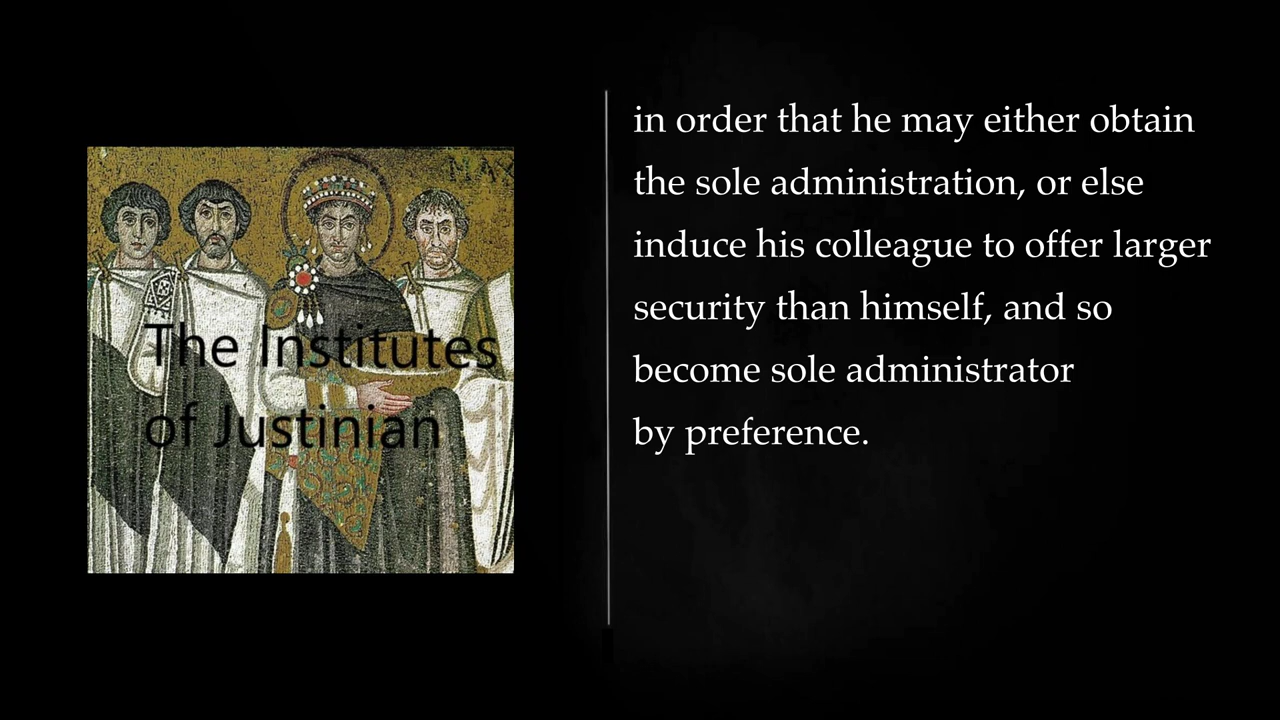 MAX
The Institutes
of Justinian
in order that he may either obtain
the sole administration, or else
induce his colleague to offer larger
security than himself, and so
become sole administrator
by preference.